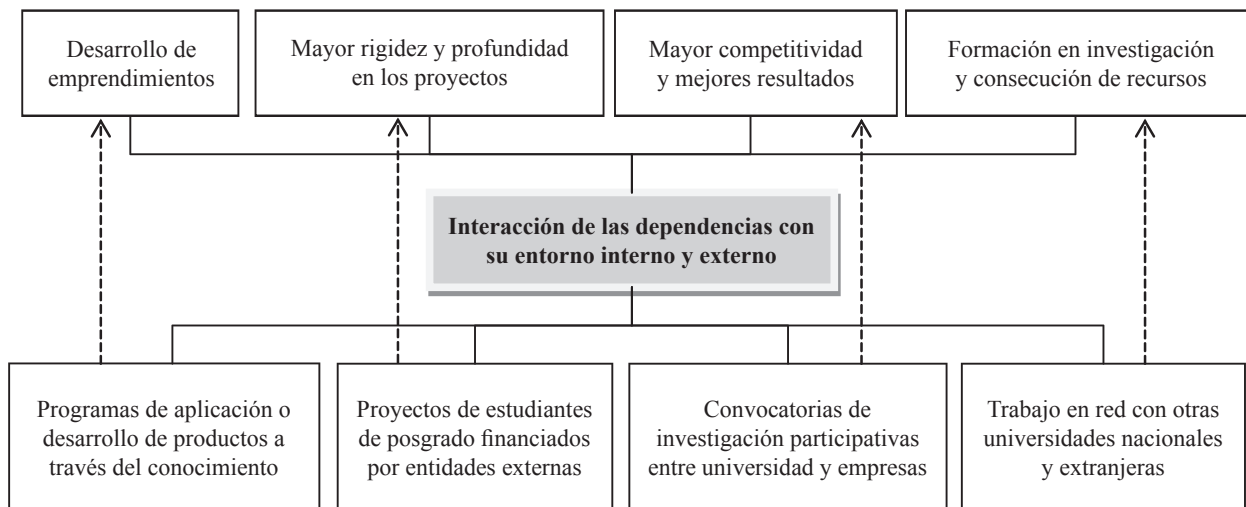 Desarrollo de
emprendimientos
Mayor rigidez y profundidad
en los proyectos
Mayor competitividad
y mejores resultados
Formación en investigación
y consecución de recursos
Interacción de las dependencias con
su entorno interno y externo
Programas de aplicación o
desarrollo de productos a
través del conocimiento
Proyectos de estudiantes
de posgrado financiados
por entidades externas
Convocatorias de
investigación participativas
entre universidad y empresas
Trabajo en red con otras
universidades nacionales
y extranjeras